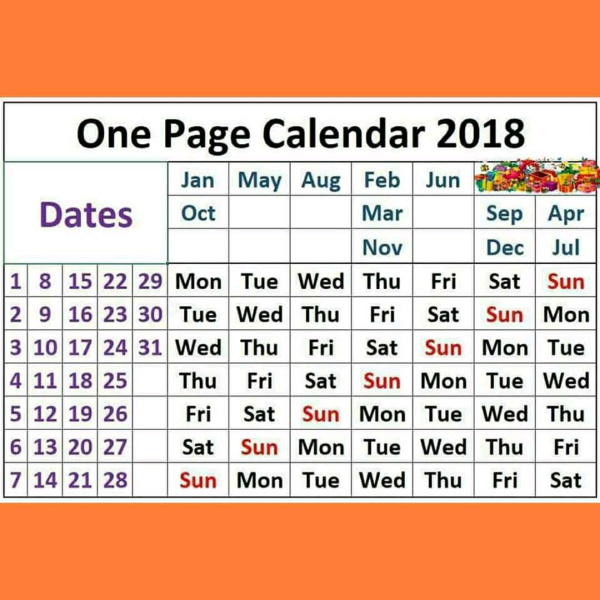 One Page Calendar 2018
Dates
Jan May Aug Feb Jun
Oct Mar Sep Apr
Nov Dec Jul
1 8 15 22 29 Mon Tue Wed Thu Fri Sat Sun
2 9 16 23 30 Tue Wed Thu Fri Sat Sun Mon
3 10 17 24 31 Wed Thu Fri Sat Sun Mon Tue
4 11 18 25 Thu Fri Sat Sun Mon Tue Wed
5 12 19 26 Fri Sat Sun Mon Tue Wed Thu
6 13 20 27 Sat Sun Mon Tue Wed Thu Fri
7 14 21 28 Sun Mon Tue Wed Thu Fri Sat